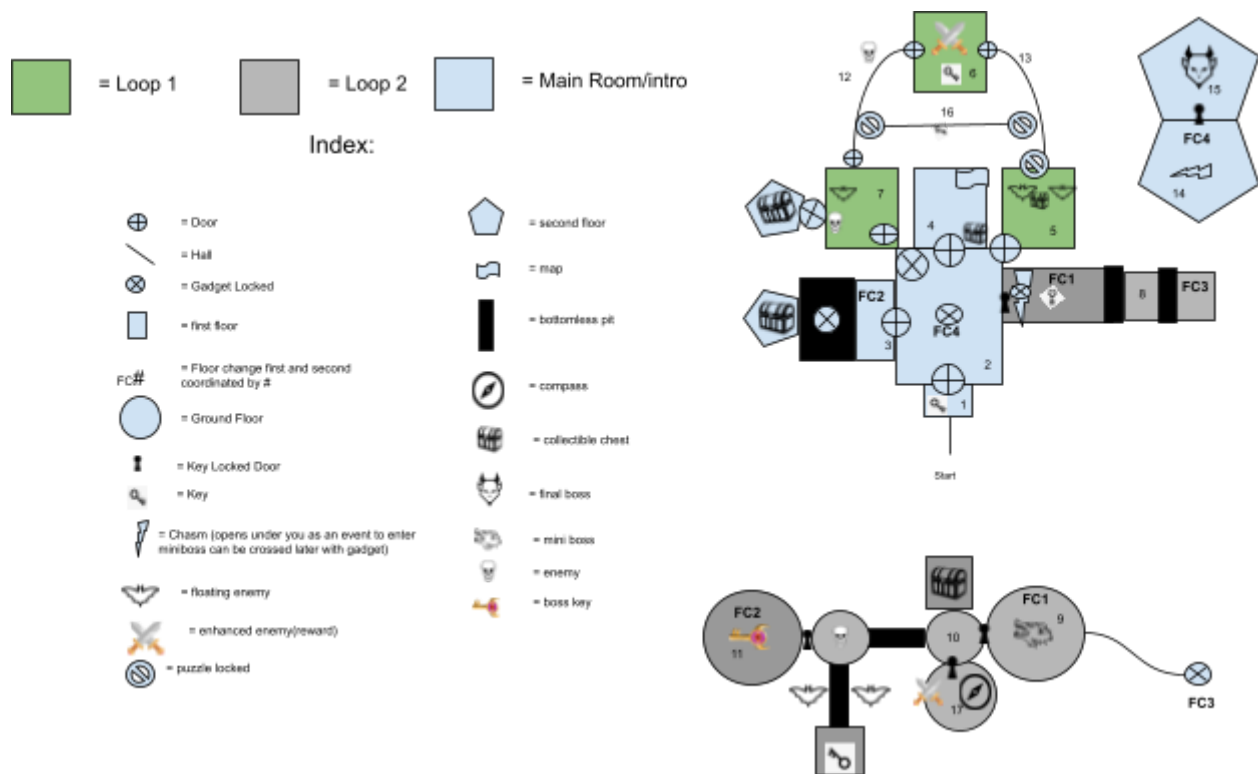 = Loop 1
= Loop 2
= Main Room/intro
Index:
= Door
= Hall
= Gadget Locked
= first floor
FC# = Floor change first and second
coordinated by #
= Ground Floor
= Key Locked Door
= Key
= Chasm (opens under you as an event to enter
miniboss can be crossed later with gadget)
= floating enemy
= enhanced enemy(reward)
= puzzle locked
= second floor
= map
= bottomless pit
= compass
= collectible chest
= final boss
= mini boss
= enemy
= boss key
12
6
13
16
15
FC4
14
7
4
5
FC2
3
FC4
2
FC1
8
FC3
1
Start
FC2
11
10
FC1
9
17
FC3